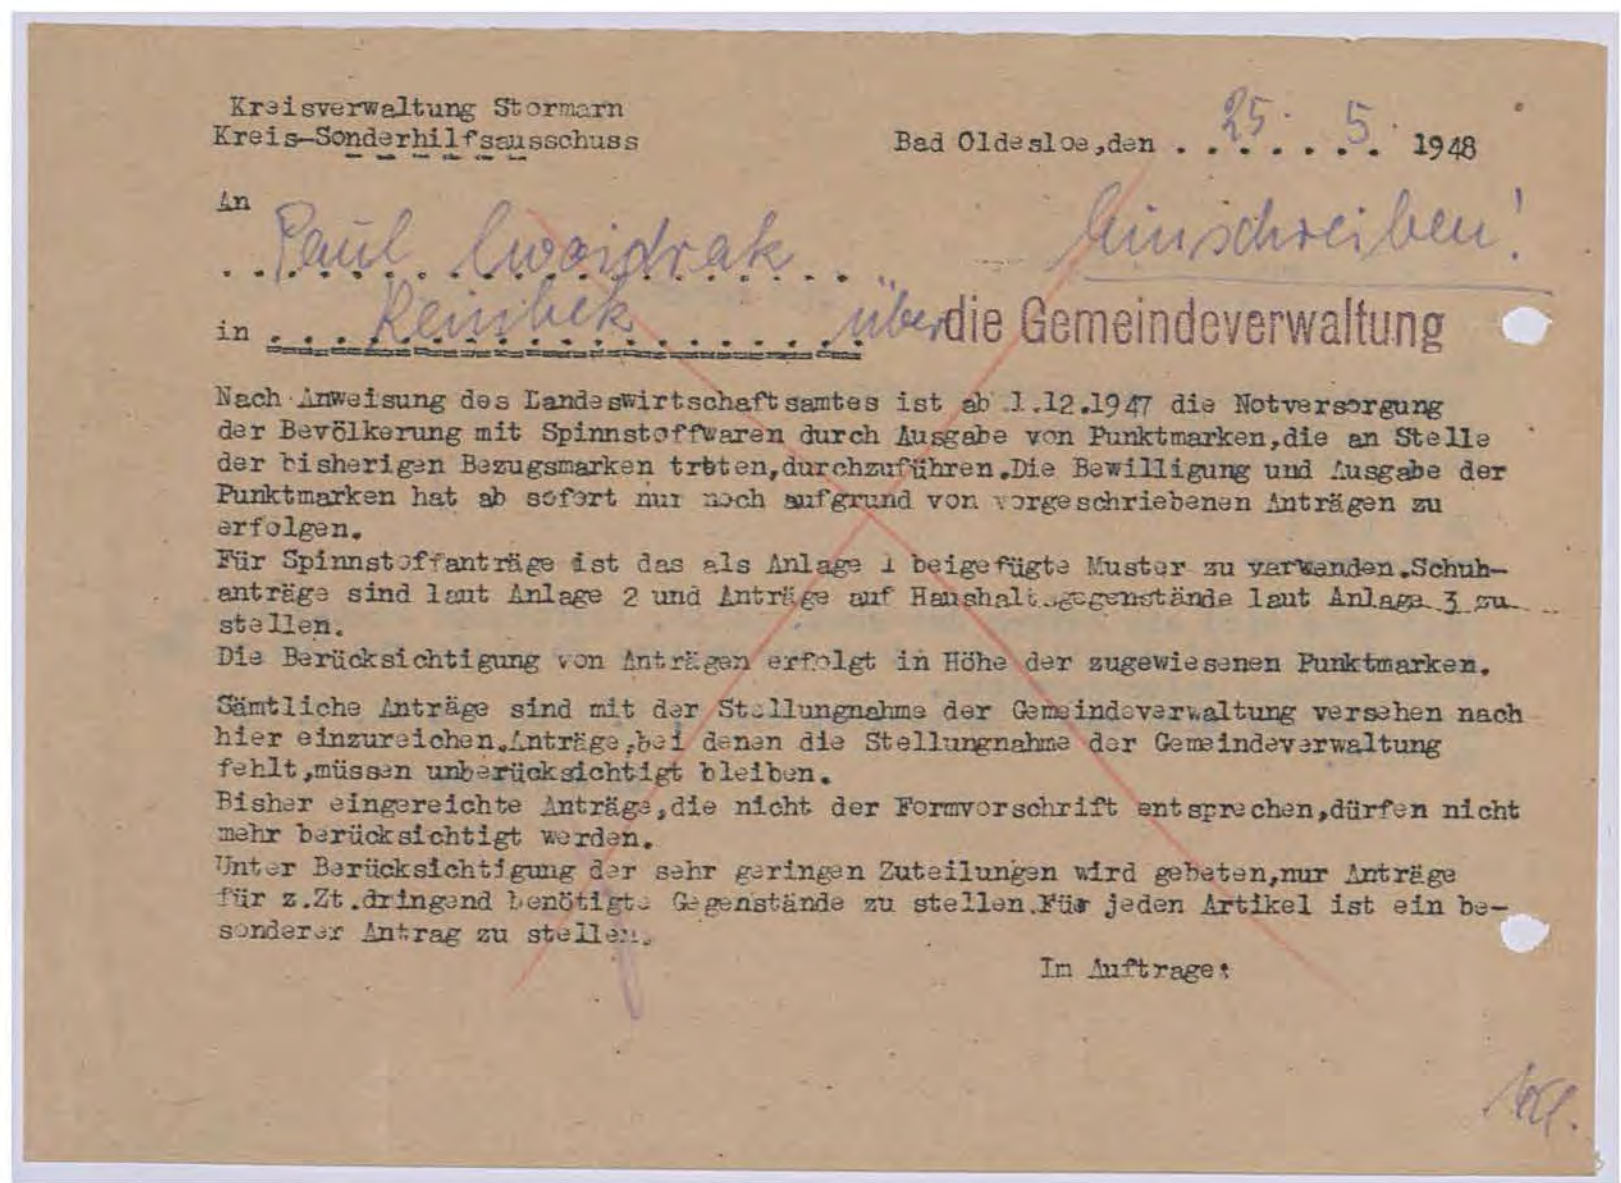 Kreisverwaltung Stormarn
Kreis-Sonderhilfsausschuss
Bad Oldesloe,den 25. 5. 1948
An
Paul
Einschreiben!
in Reinbek über die Gemeindeverwaltung
Nach Anweisung des Landeswirtschaftsamtes ist ab 1.12.1947 die Notversorgung
der Bevölkerung mit Spinnstoffwaren durch Ausgabe von Punktmarken,die an Stelle
der bisherigen Bezugsmarken treten,durchzuführen.Die Bewilligung und Ausgabe der
Punktmarken hat ab sofort nur noch aufgrund von vorgeschriebenen Anträgen zu
erfolgen.
Für Spinnstoffanträge ist das als Anlage 1 beigefügte Muster zu verwenden.Schuh-
anträge sind laut Anlage 2 und Anträge auf Haushaltsgegenstände laut Anlage 3 zu
stellen.
Die Berücksichtigung von Anträgen erfolgt in Höhe der zugewiesenen Punktmarken.
Sämtliche Anträge sind mit der Stellungnahme der Gemeindeverwaltung versehen nach
hier einzureichen.Anträge,bei denen die Stellungnahme der Gemeindeverwaltung
fehlt,müssen unberücksichtigt bleiben.
Bisher eingereichte Anträge,die nicht der Formvorschrift entsprechen,dürfen nicht
mehr berücksichtigt werden.
Unter Berücksichtigung der sehr geringen Zuteilungen wird gebeten,nur Anträge
für z.Zt.dringend benötigte Gegenstände zu stellen.Für jeden Artikel ist ein be-
sonderer Antrag zu stellen.
Im Auftrage: